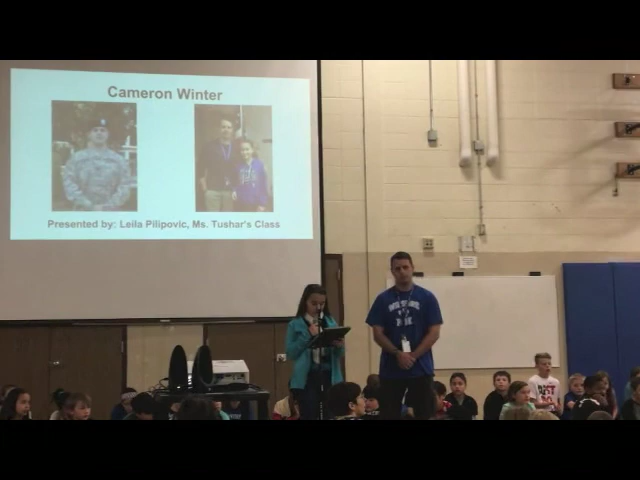 Cameron Winter
Presented by: Leila Pilipovic, Ms. Tushar's Class